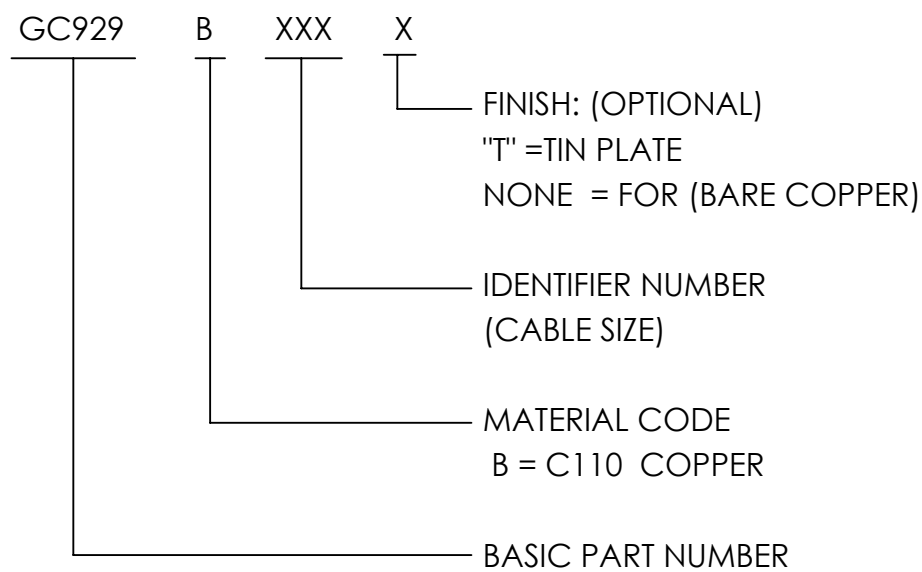 GC929 B XXX X
FINISH: (OPTIONAL)
"T" =TIN PLATE
NONE = FOR (BARE COPPER)
IDENTIFIER NUMBER
(CABLE SIZE)
MATERIAL CODE
B = C110 COPPER
BASIC PART NUMBER